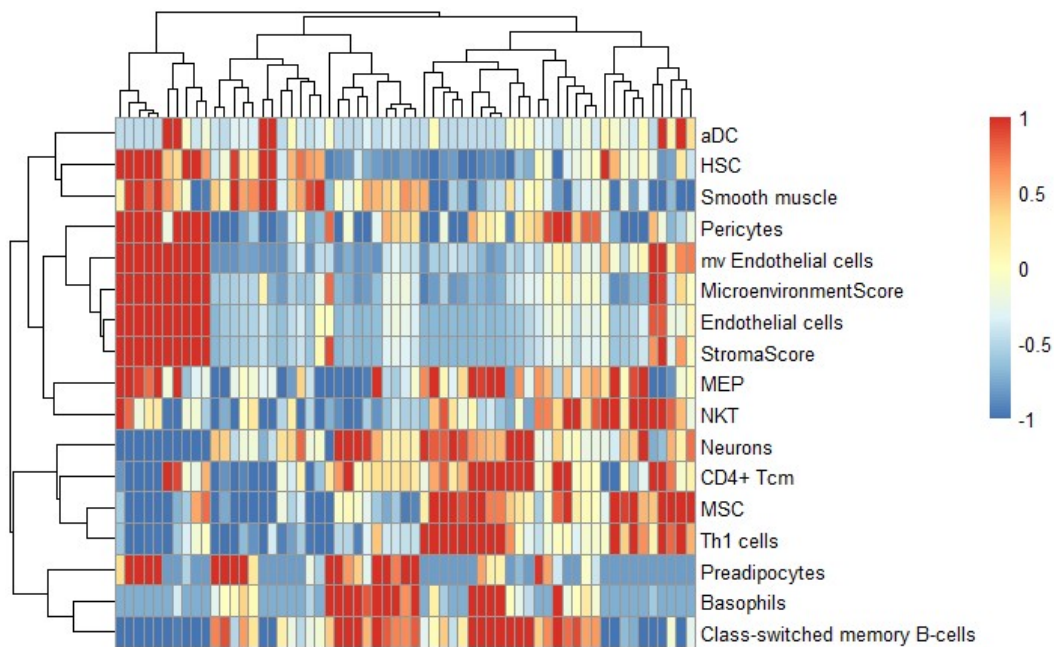 aDC
HSC
Smooth muscle
Pericytes
mv Endothelial cells
MicroenvironmentScore
Endothelial cells
StromaScore
MEP
NKT
Neurons
CD4+ Tcm
MSC
Th1 cells
Preadipocytes
Basophils
Class-switched memory B-cells
1
0.5
0
-0.5
-1